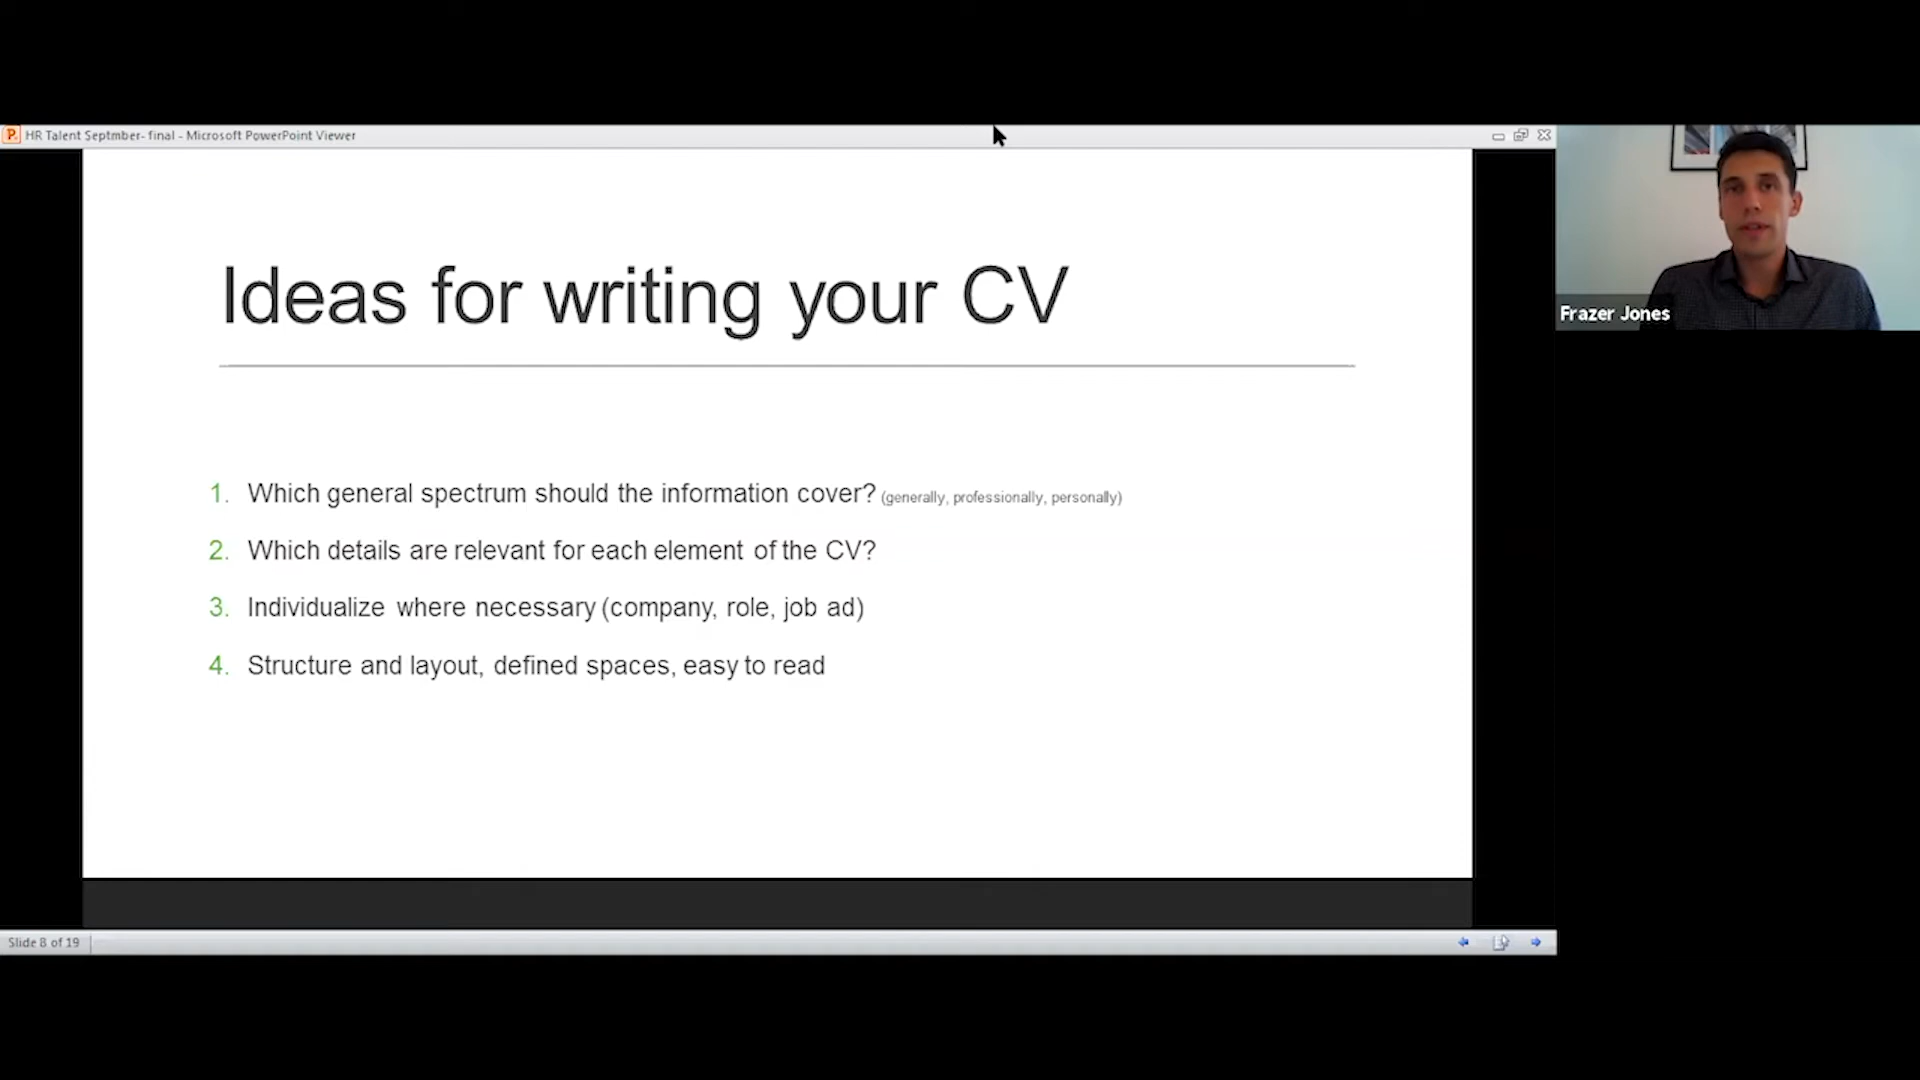 HR Talent Septmber- final - Microsoft PowerPoint Viewer
Frazer Jones
Ideas for writing your CV
1. Which general spectrum should the information cover? (generally, professionally, personally)
2. Which details are relevant for each element of the CV?
3. Individualize where necessary (company, role, job ad)
4. Structure and layout, defined spaces, easy to read
Slide 8 of 19